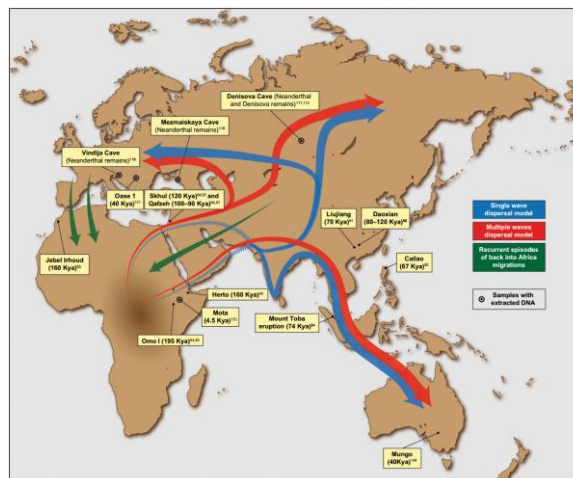 Denisova Cave (Neanderthal
and Denisova remains)
Mezmaiskaya Cave
(Neanderthal remains)
Vindija Cave
(Neanderthal remains)
Oase 1
(40 Kya)
Skhul (120 Kya) and
Qafzeh (100–90 Kya)
Liujiang
(70 Kya)
Daoxian
(80–120 Kya)
Jebel Irhoud
(160 Kya)
Callao
(67 Kya)
Herto (160 Kya)
Mota
(4.5 Kya)
Omo I (195 Kya)
Mount Toba
eruption (74 Kya)
Mungo
(40Kya)
Single wave
dispersal model
Multiple waves
dispersal model
Recurrent episodes
of back into Africa
migrations
Samples with
extracted DNA